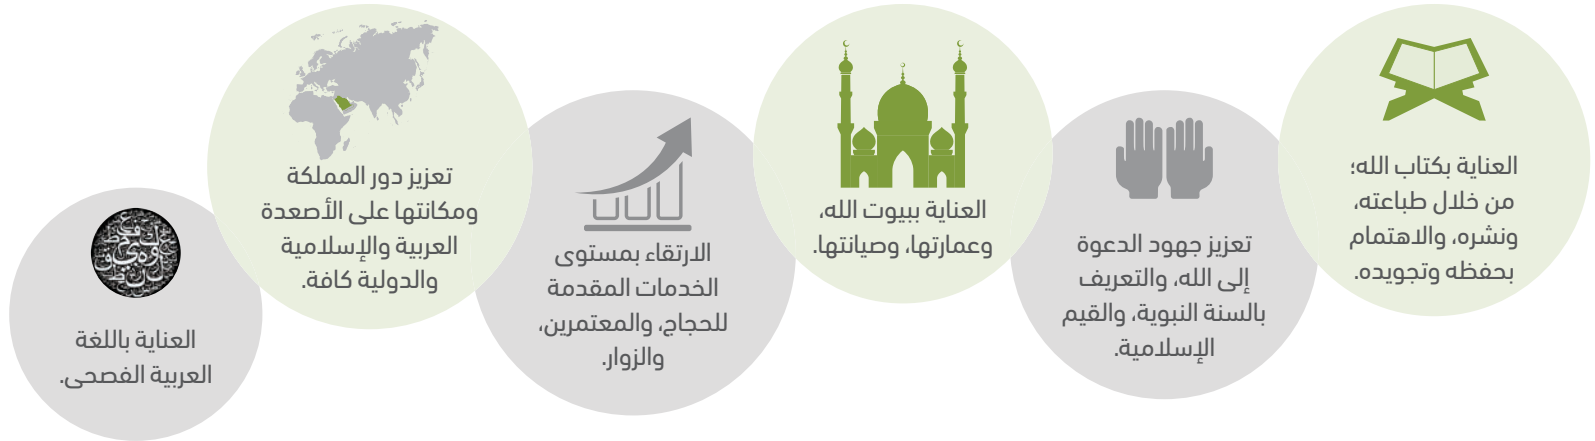 العناية بكتاب الله؛
من خلال طباعته،
ونشره، والاهتمام
بحفظه وتجويده.
تعزيز جهود الدعوة
إلى الله، والتعريف
بالسنة النبوية، والقيم
الإسلامية.
العناية ببيوت الله،
وعمارتها، وصيانتها.
الارتقاء بمستوى
الخدمات المقدمة
للحجاج، والمعتمرين،
والزوار.
تعزيز دور المملكة
ومكانتها على الأصعدة
العربية والإسلامية
والدولية كافة.
العناية باللغة
العربية الفصحى.